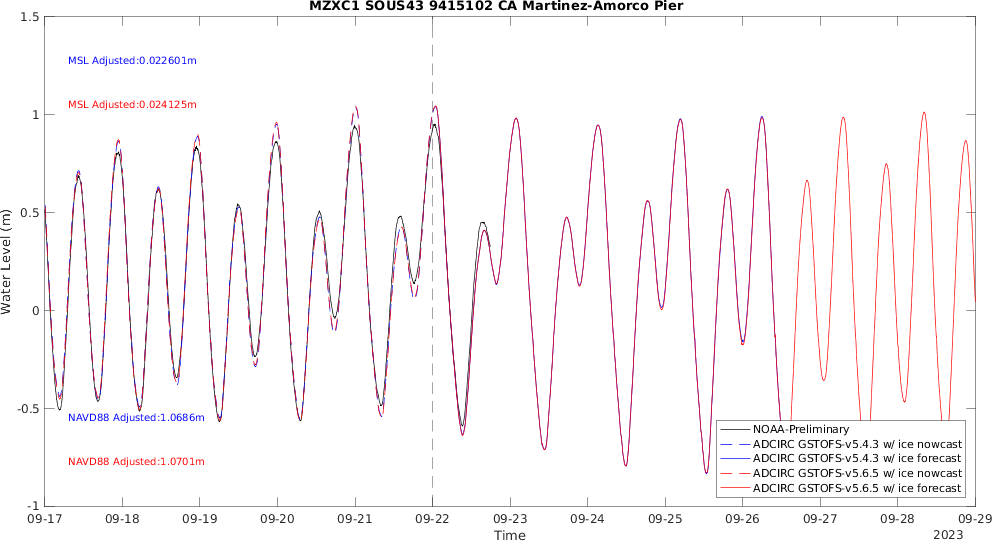 MZXC1 SOUS43 9415102 CA Martinez-Amorco Pier
1.5
1
0.5
0
-0.5
-1
Water Level (m)
MSL Adjusted:0.022601m
MSL Adjusted:0.024125m
NAVD88 Adjusted:1.0686m
NAVD88 Adjusted:1.0701m
NOAA-Preliminary
ADCIRC GSTOFS-v5.4.3 w/ ice nowcast
ADCIRC GSTOFS-v5.4.3 w/ ice forecast
ADCIRC GSTOFS-v5.6.5 w/ ice nowcast
ADCIRC GSTOFS-v5.6.5 w/ ice forecast
09-17 09-18 09-19 09-20 09-21 09-22 09-23 09-24 09-25 09-26 09-27 09-28 09-29
Time
2023